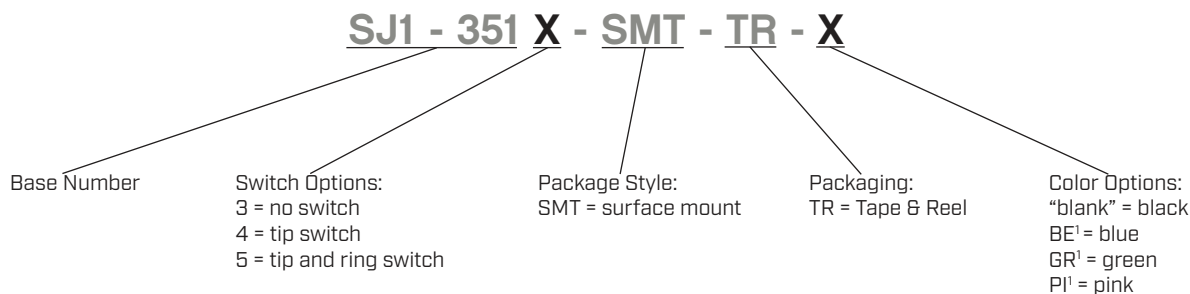 SJ1 - 351 X - SMT - TR - X
Base Number
Switch Options:
3 = no switch
4 = tip switch
5 = tip and ring switch
Package Style:
SMT = surface mount
Packaging:
TR = Tape & Reel
Color Options:
“blank” = black
BE¹ = blue
GR¹ = green
PI¹ = pink